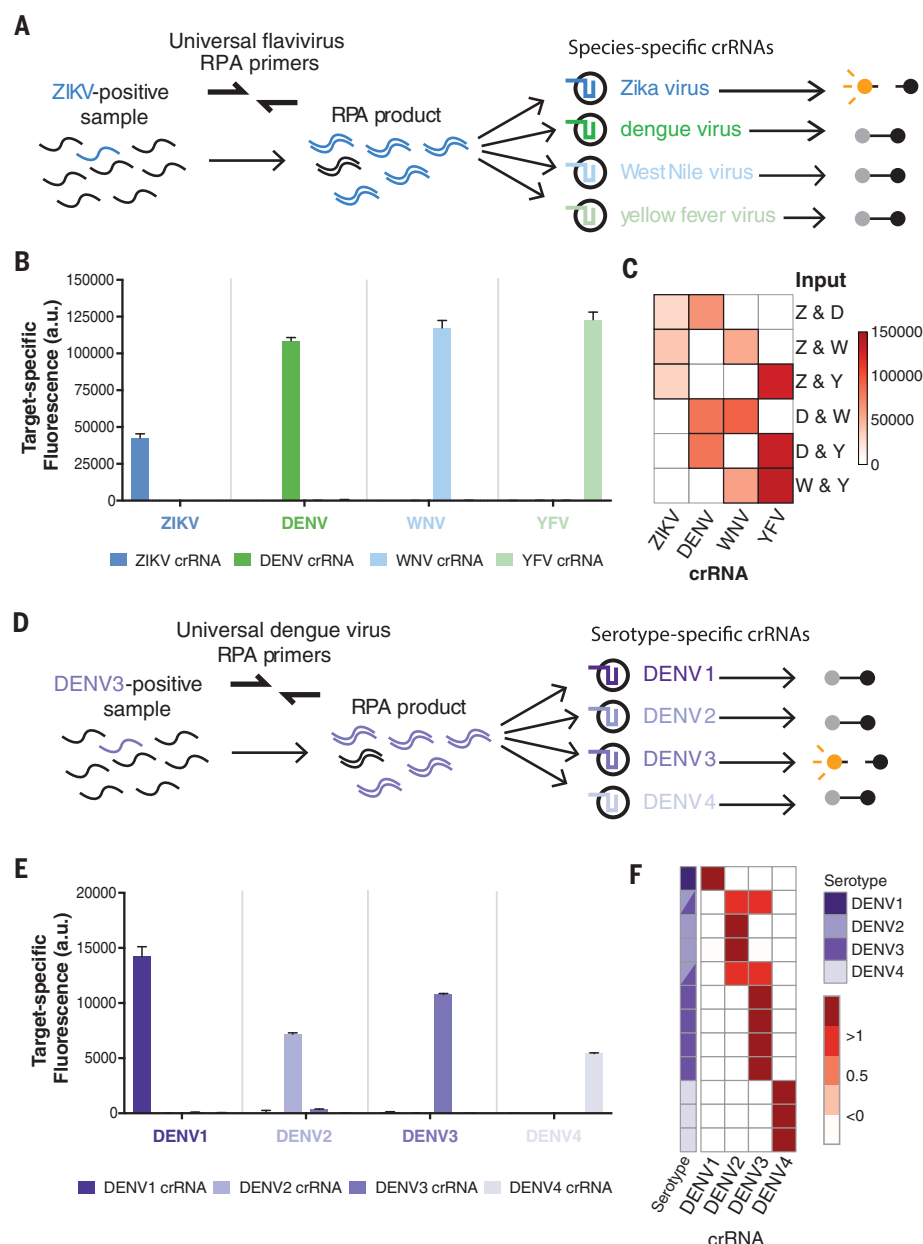 A
Universal flavivirus
RPA primers
ZIKV-positive
sample
RPA product
Species-specific crRNAs
Zika virus
dengue virus
West Nile virus
yellow fever virus
B
Target-specific
Fluorescence (a.u.)
150000
125000
100000
75000
50000
25000
0
ZIKV
DENV
WNV
YFV
ZIKV crRNA
DENV crRNA
WNV crRNA
YFV crRNA
C
Input
Z & D
Z & W
Z & Y
D & W
D & Y
W & Y
150000
100000
50000
0
ZIKV
DENV
WNV
YFV
crRNA
D
Universal dengue virus
RPA primers
DENV3-positive
sample
RPA product
Serotype-specific crRNAs
DENV1
DENV2
DENV3
DENV4
E
Target-specific
Fluorescence (a.u.)
20000
15000
10000
5000
0
DENV1
DENV2
DENV3
DENV4
DENV1 crRNA
DENV2 crRNA
DENV3 crRNA
DENV4 crRNA
F
Serotype
DENV1
DENV2
DENV3
DENV4
>1
0.5
<0
Serotype
DENV1
DENV2
DENV3
DENV4
crRNA